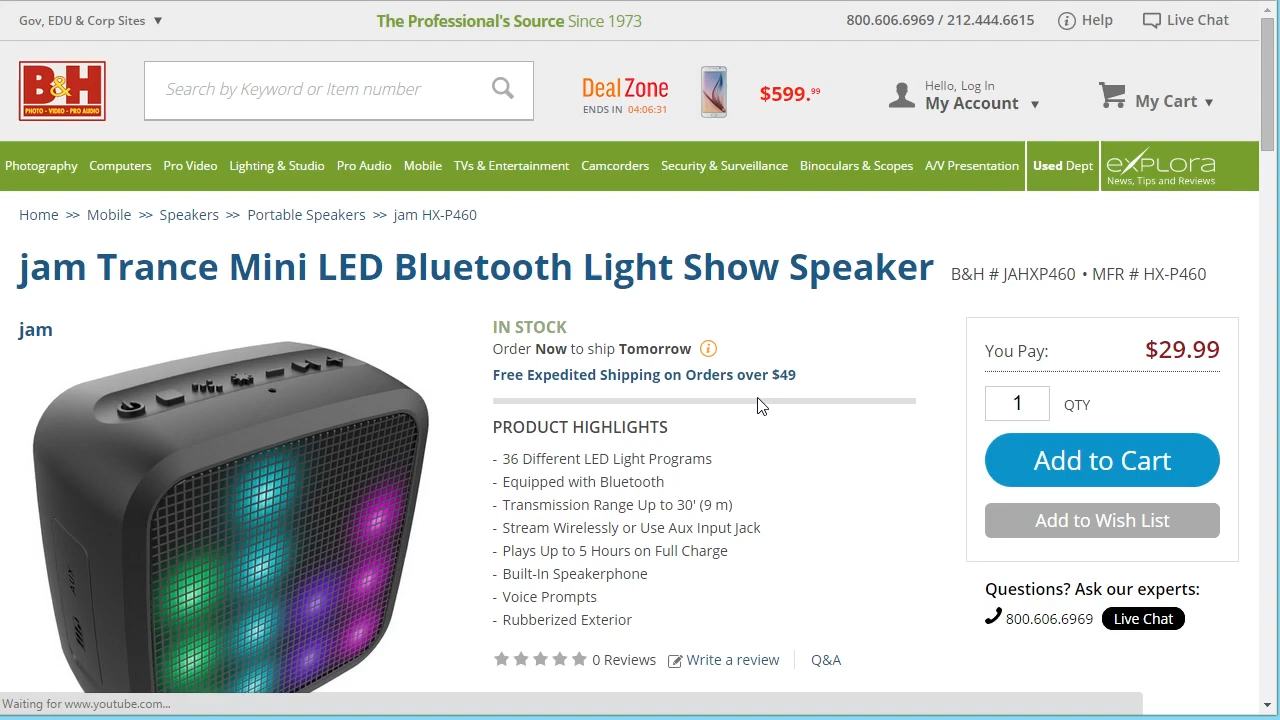 Gov, EDU & Corp Sites ▼
The Professional's Source Since 1973
800.606.6969 / 212.444.6615
Help
Live Chat
B&H
PHOTO - VIDEO - PRO AUDIO
Search by Keyword or Item number
Deal Zone
ENDS IN 04:06:31
$599.99
Hello, Log In
My Account ▼
My Cart ▼
Photography Computers Pro Video Lighting & Studio Pro Audio Mobile TVs & Entertainment Camcorders Security & Surveillance Binoculars & Scopes A/V Presentation Used Dept
eXPLORA
News, Tips and Reviews
Home >> Mobile >> Speakers >> Portable Speakers >> jam HX-P460
jam Trance Mini LED Bluetooth Light Show Speaker
B&H # JAHXP460 • MFR # HX-P460
jam
AUX
IN STOCK
Order Now to ship Tomorrow
Free Expedited Shipping on Orders over $49
PRODUCT HIGHLIGHTS
- 36 Different LED Light Programs
- Equipped with Bluetooth
- Transmission Range Up to 30' (9 m)
- Stream Wirelessly or Use Aux Input Jack
- Plays Up to 5 Hours on Full Charge
- Built-In Speakerphone
- Voice Prompts
- Rubberized Exterior
0 Reviews Write a review Q&A
You Pay: $29.99
1 QTY
Add to Cart
Add to Wish List
Questions? Ask our experts:
800.606.6969 Live Chat
Waiting for www.youtube.com...